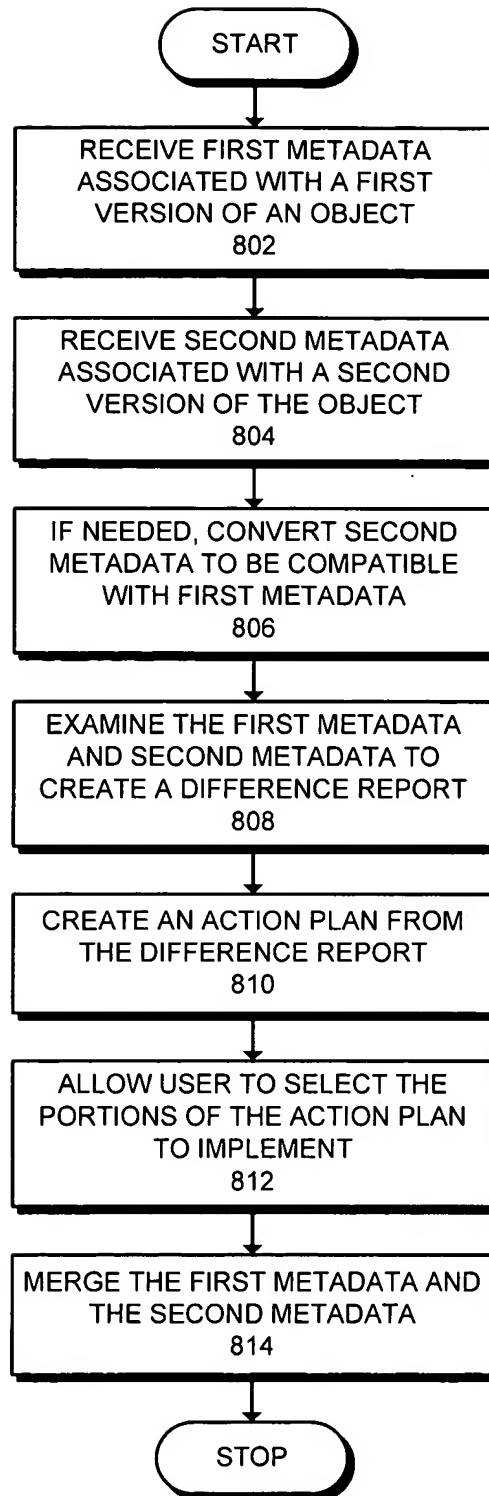 START
RECEIVE FIRST METADATA
ASSOCIATED WITH A FIRST
VERSION OF AN OBJECT
802
RECEIVE SECOND METADATA
ASSOCIATED WITH A SECOND
VERSION OF THE OBJECT
804
IF NEEDED, CONVERT SECOND
METADATA TO BE COMPATIBLE
WITH FIRST METADATA
806
EXAMINE THE FIRST METADATA
AND SECOND METADATA TO
CREATE A DIFFERENCE REPORT
808
CREATE AN ACTION PLAN FROM
THE DIFFERENCE REPORT
810
ALLOW USER TO SELECT THE
PORTIONS OF THE ACTION PLAN
TO IMPLEMENT
812
MERGE THE FIRST METADATA AND
THE SECOND METADATA
814
STOP